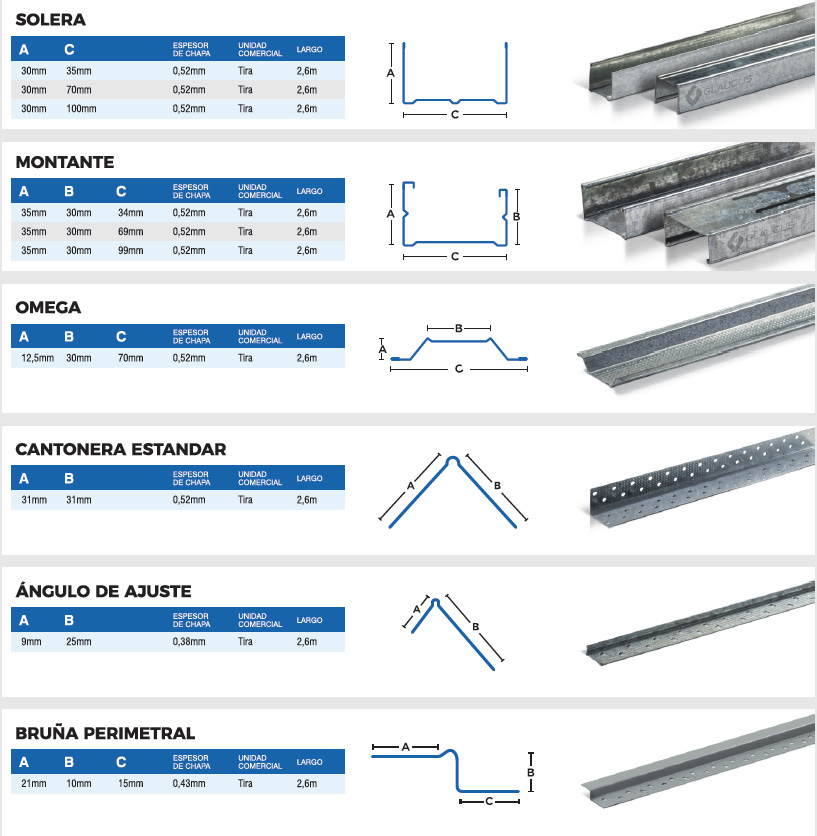 SOLERA
A C ESPESOR DE CHAPA UNIDAD COMERCIAL LARGO
30mm 35mm 0,52mm Tira 2,6m
30mm 70mm 0,52mm Tira 2,6m
30mm 100mm 0,52mm Tira 2,6m
A
C
GLAUCUS
MONTANTE
A B C ESPESOR DE CHAPA UNIDAD COMERCIAL LARGO
35mm 30mm 34mm 0,52mm Tira 2,6m
35mm 30mm 69mm 0,52mm Tira 2,6m
35mm 30mm 99mm 0,52mm Tira 2,6m
A
B
C
GLAUCUS
OMEGA
A B C ESPESOR DE CHAPA UNIDAD COMERCIAL LARGO
12,5mm 30mm 70mm 0,52mm Tira 2,6m
B
A
C
CANTONERA ESTANDAR
A B ESPESOR DE CHAPA UNIDAD COMERCIAL LARGO
31mm 31mm 0,52mm Tira 2,6m
A B
ÁNGULO DE AJUSTE
A B ESPESOR DE CHAPA UNIDAD COMERCIAL LARGO
9mm 25mm 0,38mm Tira 2,6m
A
B
BRUÑA PERIMETRAL
A B C ESPESOR DE CHAPA UNIDAD COMERCIAL LARGO
21mm 10mm 15mm 0,43mm Tira 2,6m
A
B
C